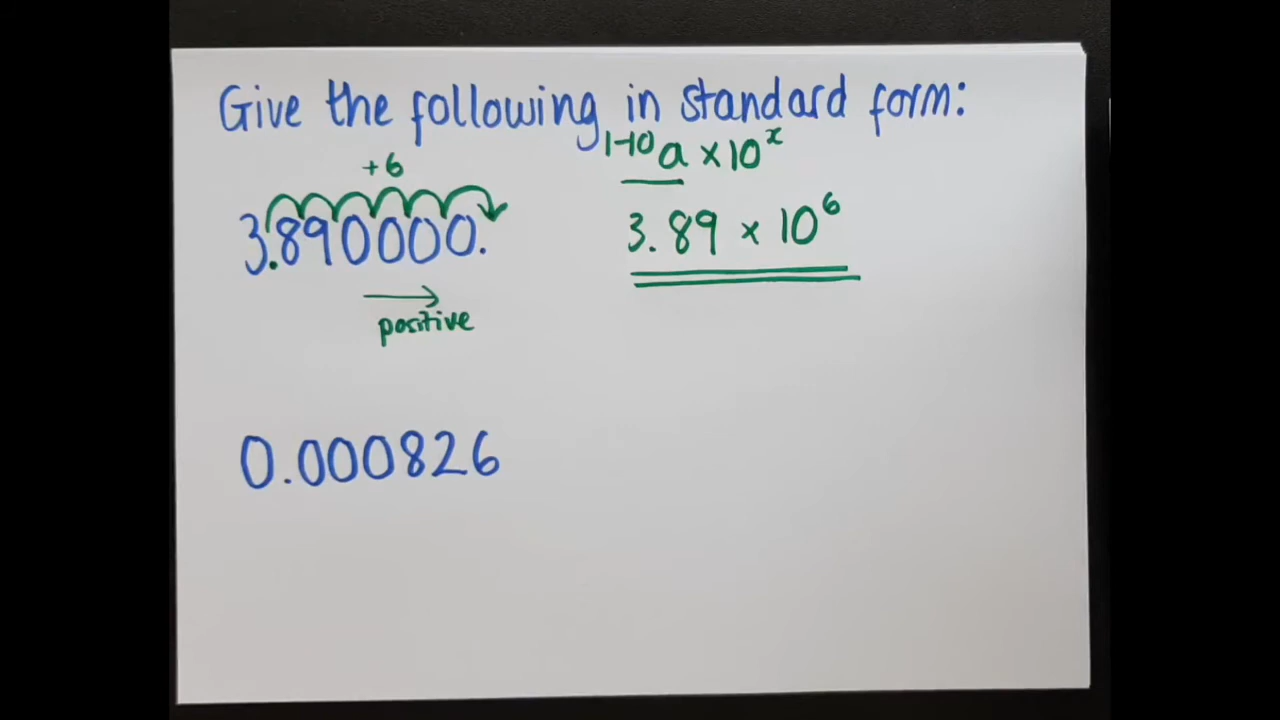 Give the following in standard form:
1-10 a × 10^x
+6
3.890000.
3.89 × 10^6
positive
0.000826